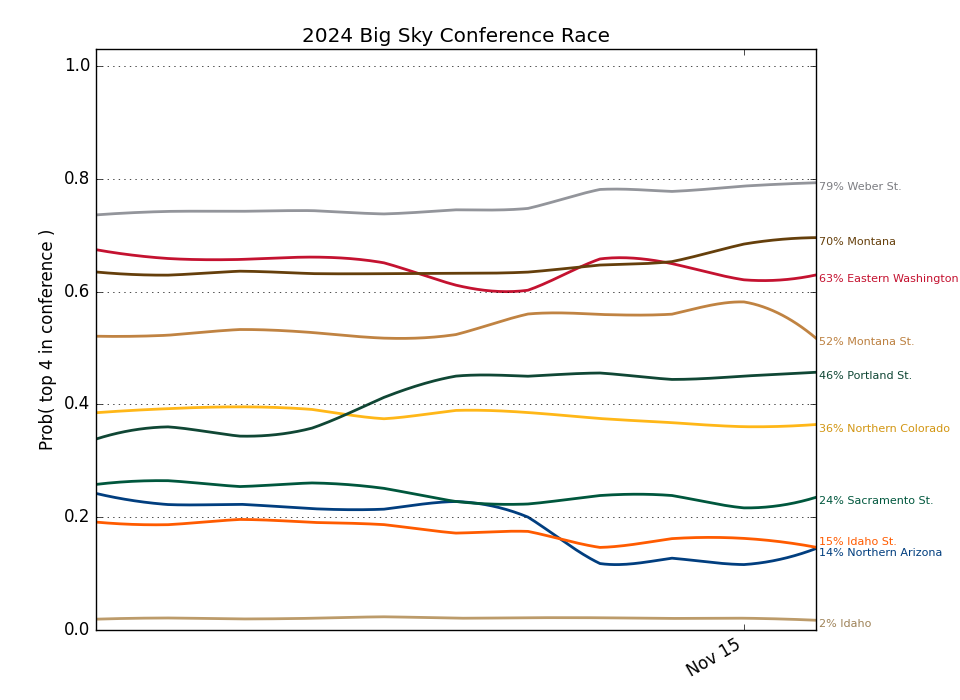 2024 Big Sky Conference Race
Prob( top 4 in conference )
1.0
0.8
0.6
0.4
0.2
0.0
79% Weber St.
70% Montana
63% Eastern Washington
52% Montana St.
46% Portland St.
36% Northern Colorado
24% Sacramento St.
15% Idaho St.
14% Northern Arizona
2% Idaho
Nov 15